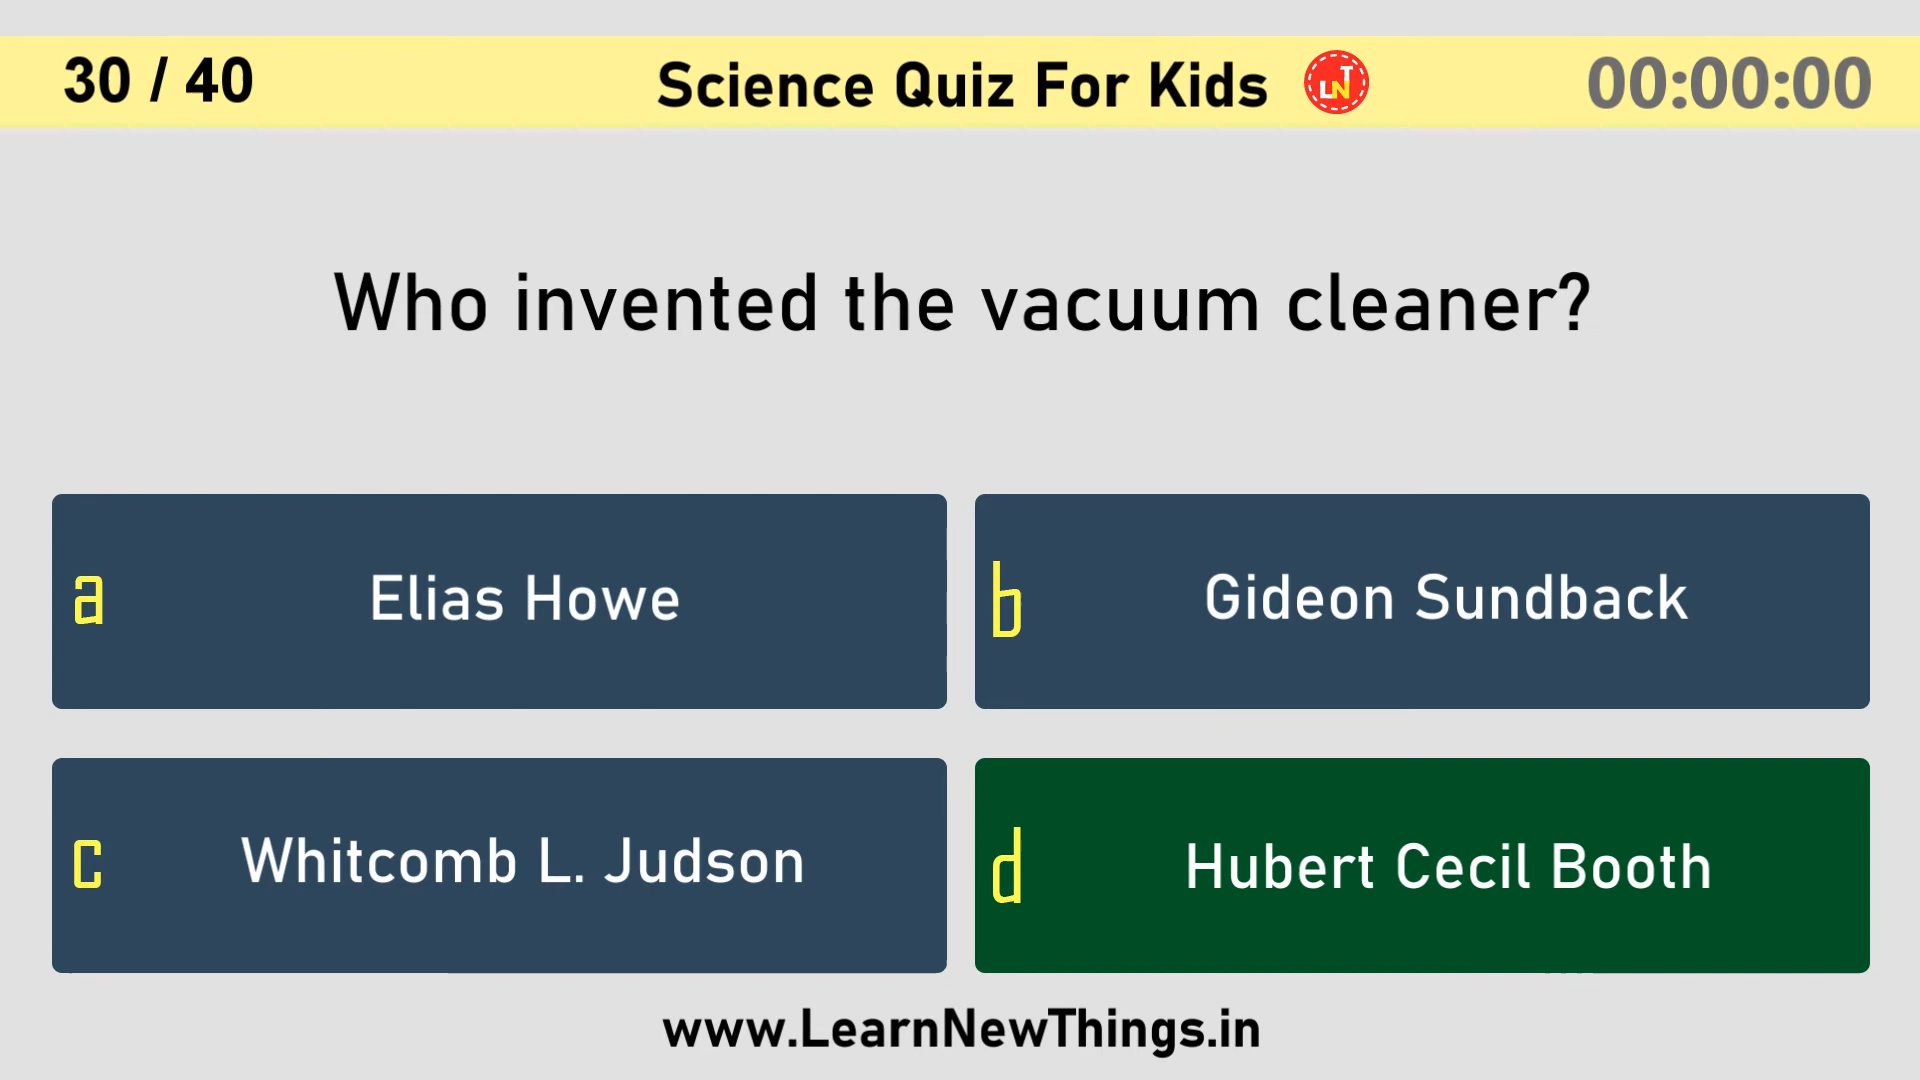 30 / 40
Science Quiz For Kids
LNT
00:00:00
Who invented the vacuum cleaner?
a
Elias Howe
b
Gideon Sundback
c
Whitcomb L. Judson
d
Hubert Cecil Booth
www.LearnNewThings.in